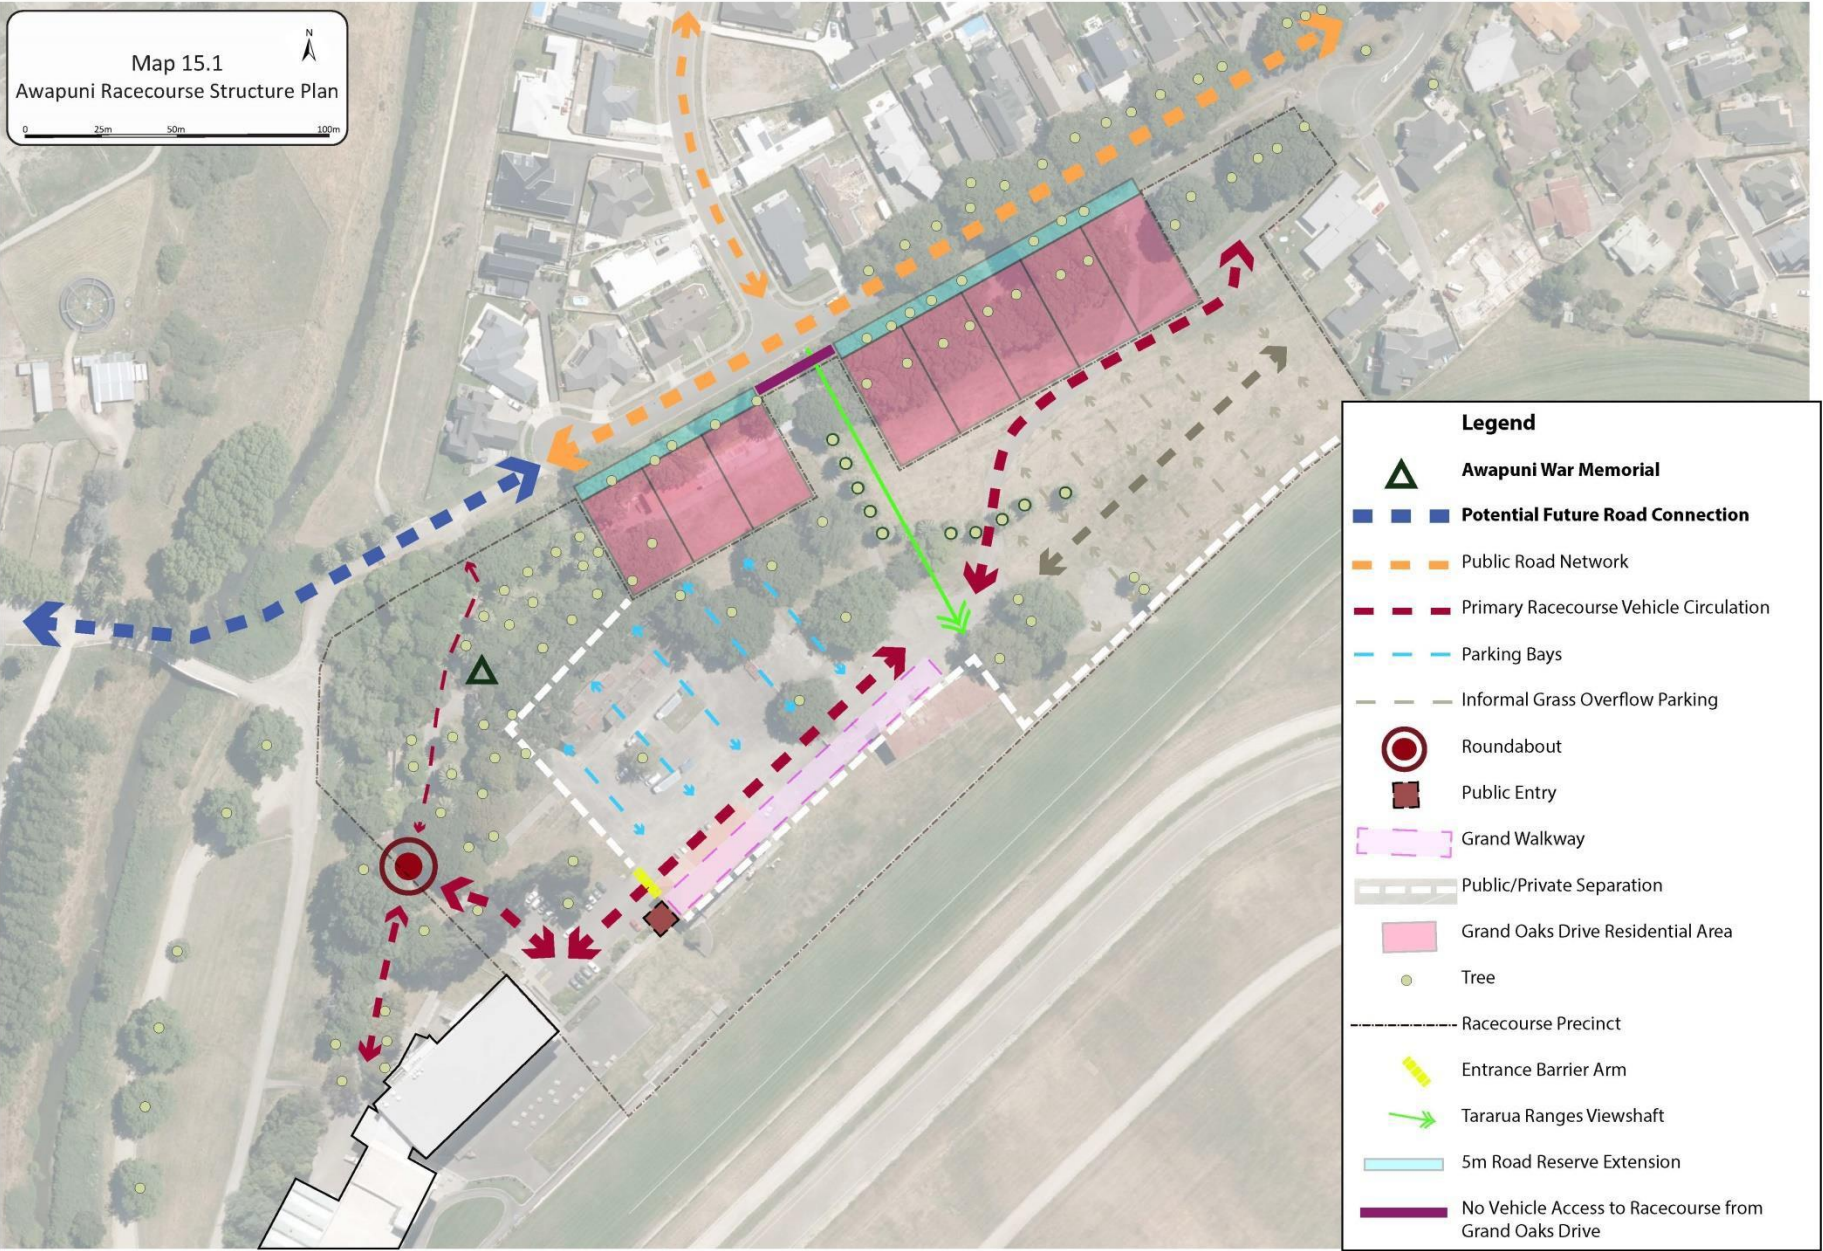 N
Map 15.1
Awapuni Racecourse Structure Plan
0 25m 50m 100m
Legend
Awapuni War Memorial
Potential Future Road Connection
Public Road Network
Primary Racecourse Vehicle Circulation
Parking Bays
Informal Grass Overflow Parking
Roundabout
Public Entry
Grand Walkway
Public/Private Separation
Grand Oaks Drive Residential Area
Tree
Racecourse Precinct
Entrance Barrier Arm
Tararua Ranges Viewshaft
5m Road Reserve Extension
No Vehicle Access to Racecourse from
Grand Oaks Drive